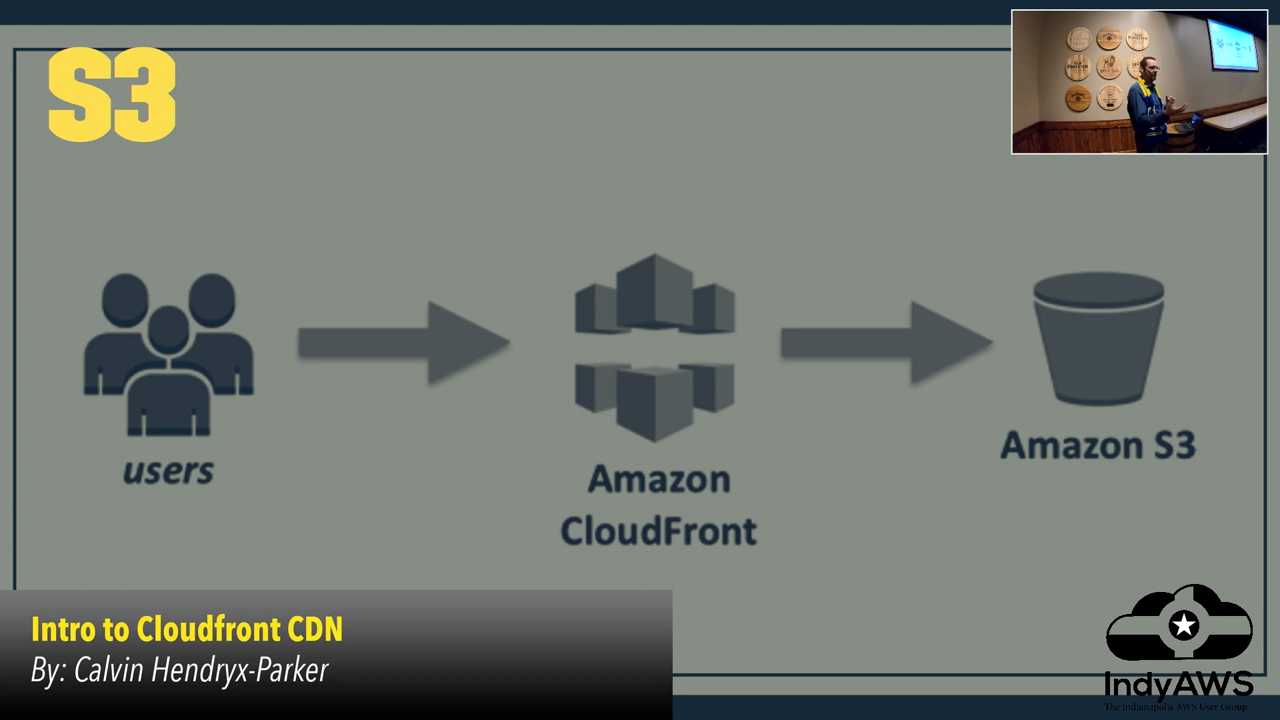 S3
users
Amazon
CloudFront
Amazon S3
Intro to Cloudfront CDN
By: Calvin Hendryx-Parker
IndyAWS
The Indianapolis AWS User Group